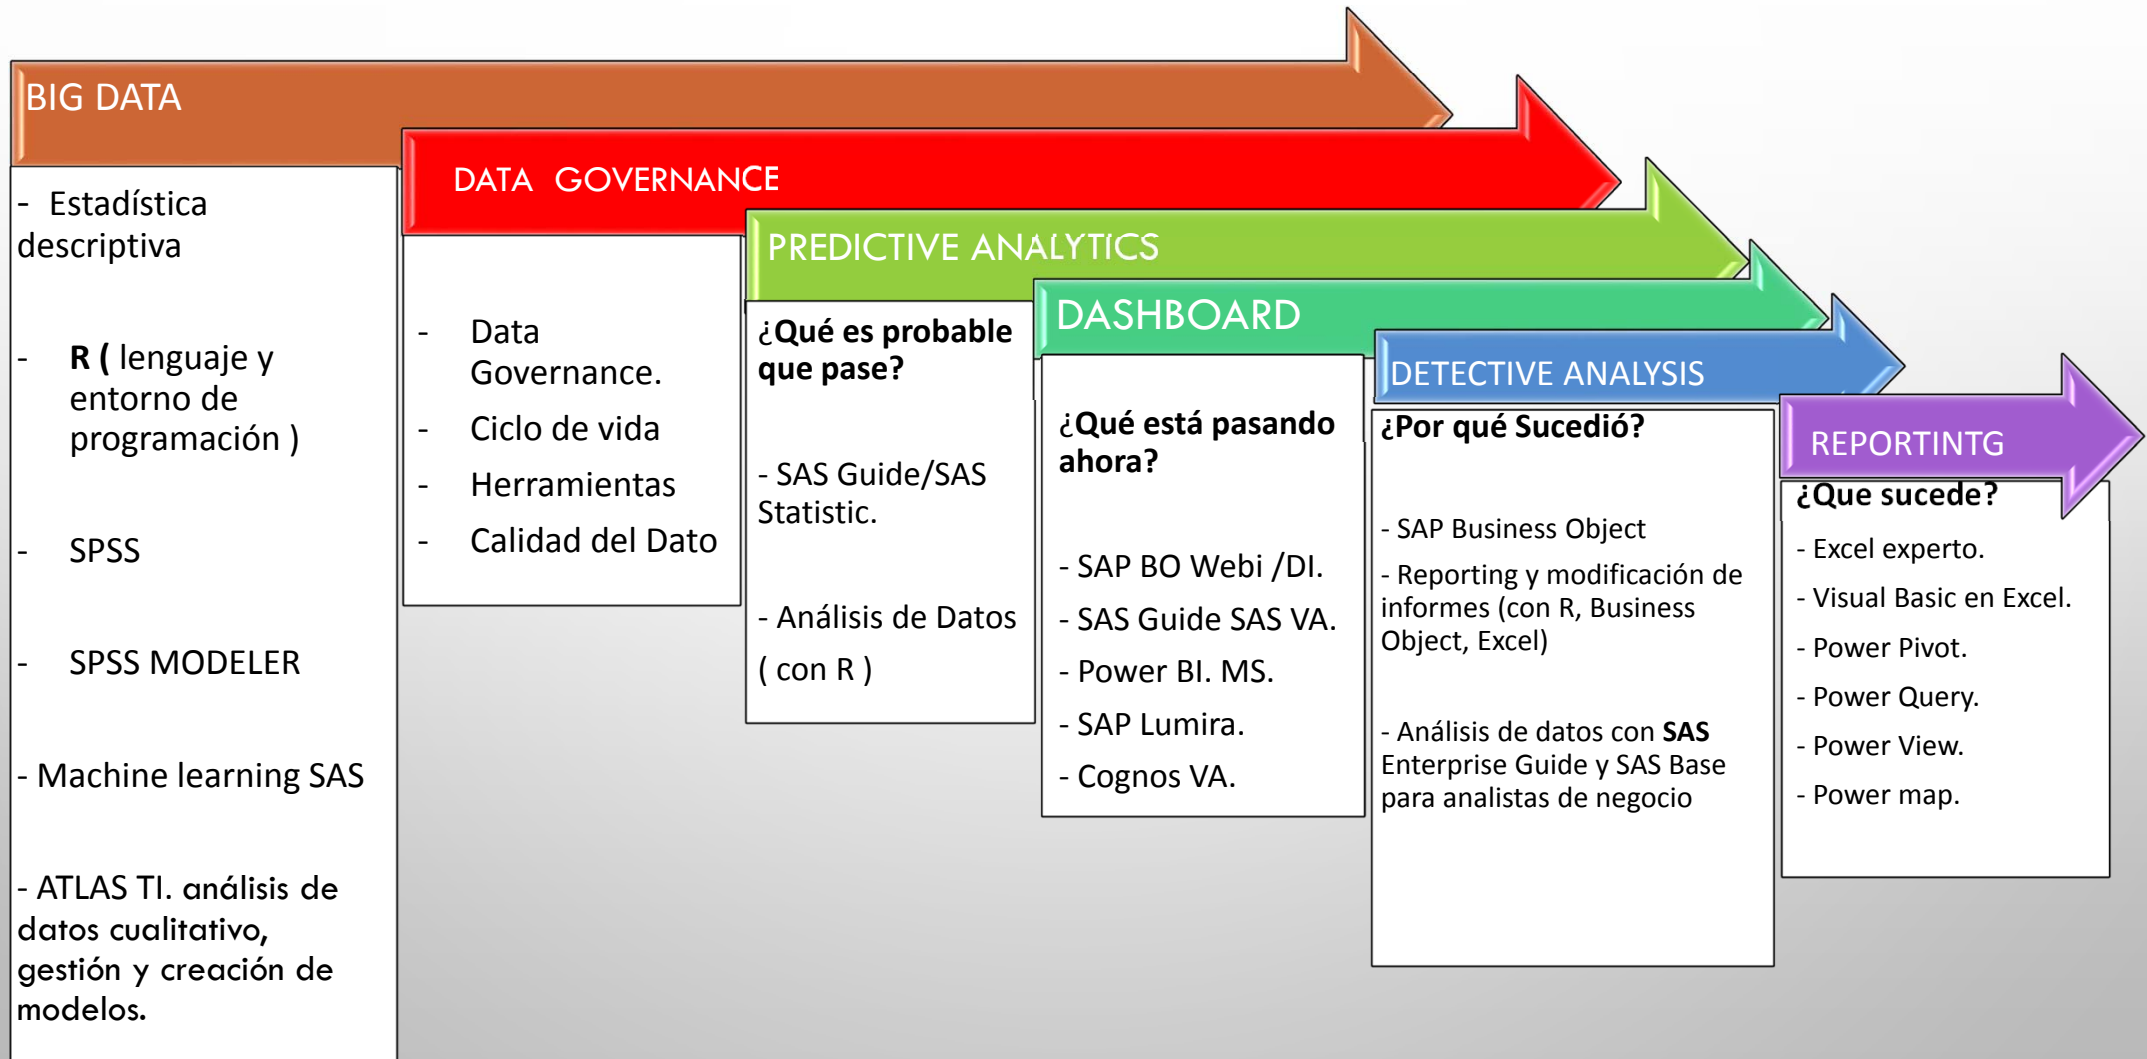 BIG DATA
- Estadística
descriptiva
- R ( lenguaje y
entorno de
programación )
- SPSS
- SPSS MODELER
- Machine learning SAS
- ATLAS TI. análisis de
datos cualitativo,
gestión y creación de
modelos.
DATA GOVERNANCE
- Data
Governance.
- Ciclo de vida
- Herramientas
- Calidad del Dato
PREDICTIVE ANALYTICS
¿Qué es probable
que pase?
- SAS Guide/SAS
Statistic.
- Análisis de Datos
( con R )
DASHBOARD
¿Qué está pasando
ahora?
- SAP BO Webi /DI.
- SAS Guide SAS VA.
- Power BI. MS.
- SAP Lumira.
- Cognos VA.
DETECTIVE ANALYSIS
¿Por qué Sucedió?
- SAP Business Object
- Reporting y modificación de
informes (con R, Business
Object, Excel)
- Análisis de datos con SAS
Enterprise Guide y SAS Base
para analistas de negocio
REPORTINTG
¿Que sucede?
- Excel experto.
- Visual Basic en Excel.
- Power Pivot.
- Power Query.
- Power View.
- Power map.